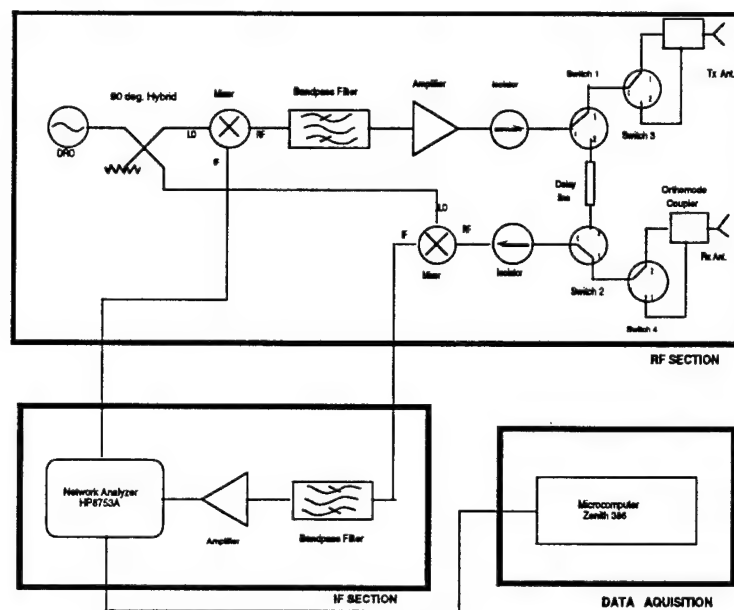 90 deg. Hybrid
Mixer
Bandpass Filter
Amplifier
Isolator
Switch 1
Tx Ant.
DRO
LO
RF
IF
Switch 3
Delay
line
Orthomode
Coupler
LO
IF
RF
Mixer
Isolator
Rx Ant.
Switch 2
Switch 4
RF SECTION
Network Analyzer
HP8753A
Amplifier
Bandpass Filter
IF SECTION
Microcomputer
Zenith 386
DATA AQUISITION